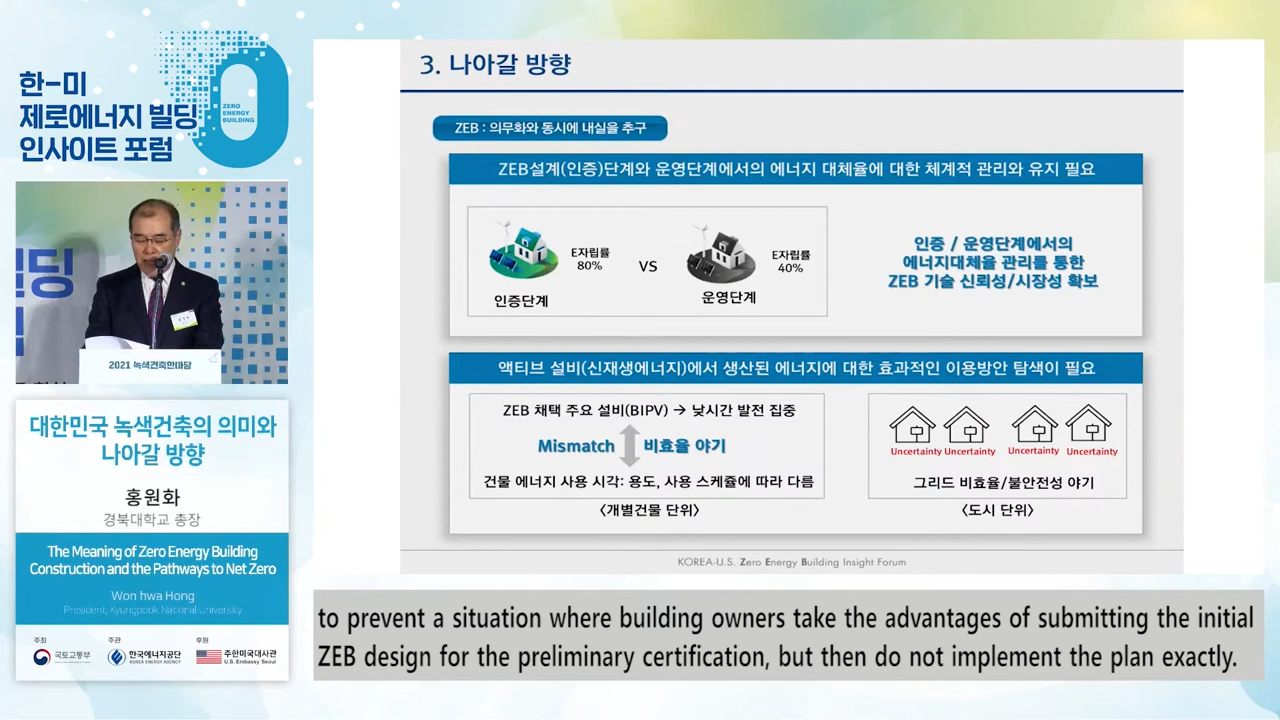 한-미
제로에너지 빌딩
인사이트 포럼
ZERO
ENERGY
BUILDING
2021 녹색건축한마당
대한민국 녹색건축의 의미와
나아갈 방향
홍원화
경북대학교 총장
The Meaning of Zero Energy Building
Construction and the Pathways to Net Zero
Won hwa Hong
President, Kyungpook National University
주최
국토교통부
주관
한국에너지공단
KOREA ENERGY AGENCY
후원
주한미국대사관
U.S. Embassy Seoul
3. 나아갈 방향
ZEB : 의무화와 동시에 내실을 추구
ZEB설계(인증)단계와 운영단계에서의 에너지 대체율에 대한 체계적 관리와 유지 필요
E자립률
80%
인증단계
VS
E자립률
40%
운영단계
인증 / 운영단계에서의
에너지대체율 관리를 통한
ZEB 기술 신뢰성/시장성 확보
액티브 설비(신재생에너지)에서 생산된 에너지에 대한 효과적인 이용방안 탐색이 필요
ZEB 채택 주요 설비(BIPV) → 낮시간 발전 집중
Mismatch 비효율 야기
건물 에너지 사용 시각: 용도, 사용 스케쥴에 따라 다름
〈개별건물 단위〉
Uncertainty Uncertainty Uncertainty Uncertainty
그리드 비효율/불안전성 야기
〈도시 단위〉
KOREA-U.S. Zero Energy Building Insight Forum
to prevent a situation where building owners take the advantages of submitting the initial
ZEB design for the preliminary certification, but then do not implement the plan exactly.